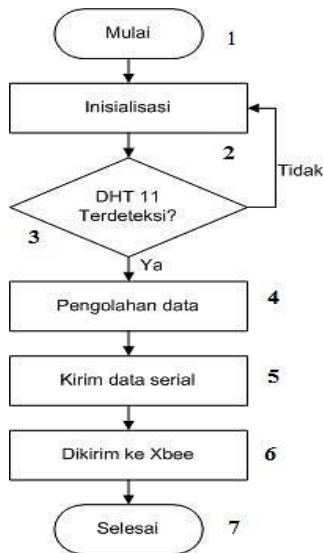 Mulai
1
Inisialisasi
2
Tidak
DHT 11
Terdeteksi?
3
Ya
Pengolahan data
4
Kirim data serial
5
Dikirim ke Xbee
6
Selesai
7